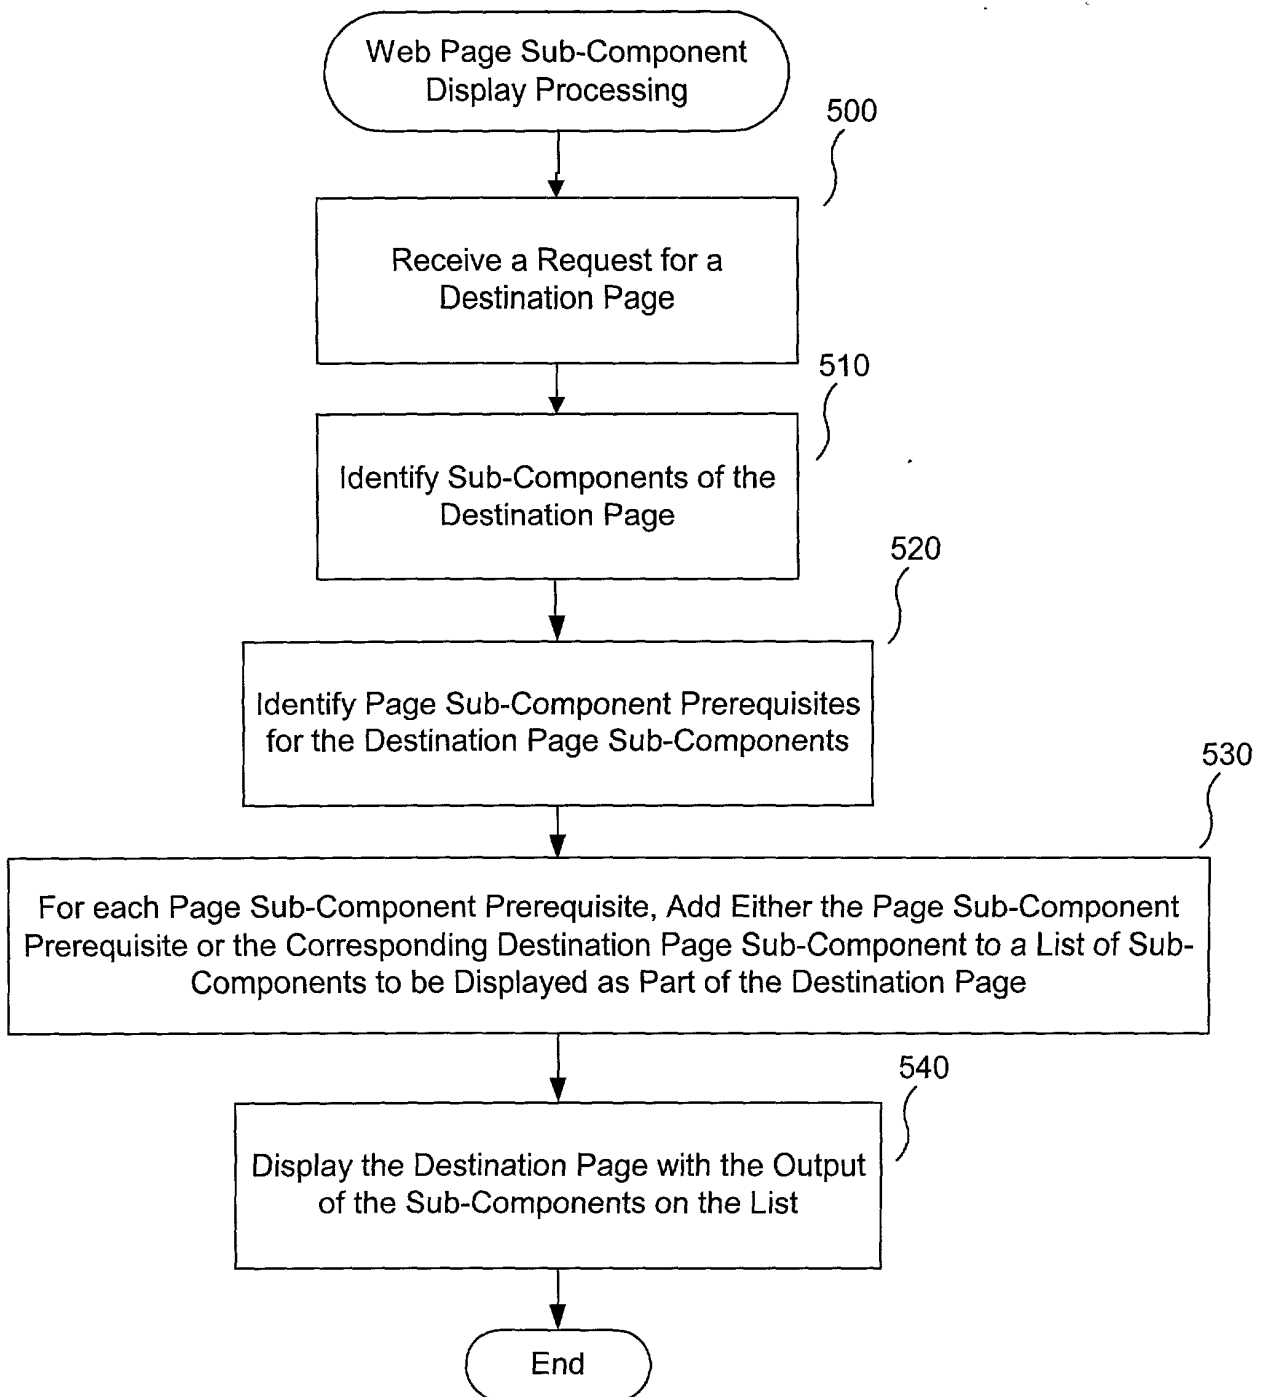 Web Page Sub-Component
Display Processing
500
Receive a Request for a
Destination Page
510
Identify Sub-Components of the
Destination Page
520
Identify Page Sub-Component Prerequisites
for the Destination Page Sub-Components
530
For each Page Sub-Component Prerequisite, Add Either the Page Sub-Component
Prerequisite or the Corresponding Destination Page Sub-Component to a List of Sub-
Components to be Displayed as Part of the Destination Page
540
Display the Destination Page with the Output
of the Sub-Components on the List
End